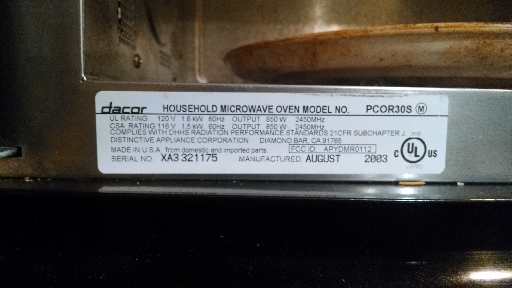 dacor HOUSEHOLD MICROWAVE OVEN MODEL NO. PCOR30S M
UL RATING 120 V 1.6 kW 60Hz OUTPUT 850 W 2450MHz
CSA RATING 116 V 1.5 kW 60Hz OUTPUT 850 W 2450MHz
COMPLIES WITH DHHS RADIATION PERFORMANCE STANDARDS 21CFR SUBCHAPTER J.
DISTINCTIVE APPLIANCE CORPORATION DIAMOND BAR, CA 91765
MADE IN U.S.A. from domestic and imported parts. FCC ID: APYDMR0112
SERIAL NO XA3 321175 MANUFACTURED: AUGUST 2003
C UL US